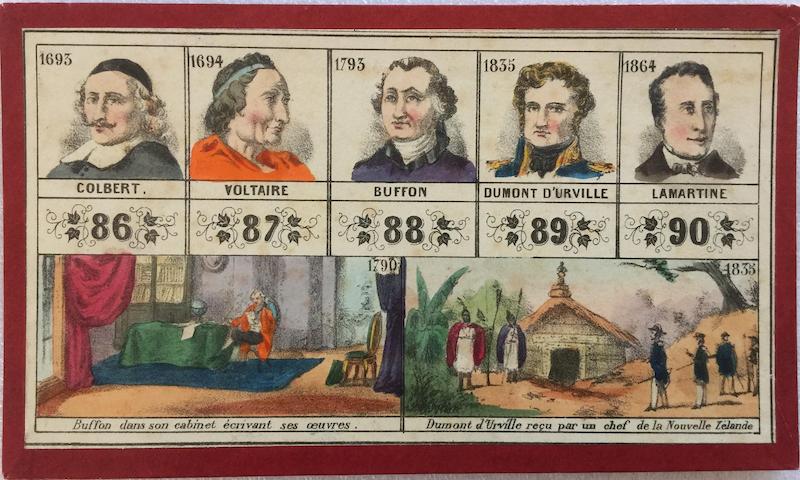 1693 1694 1793 1835 1864
COLBERT. VOLTAIRE BUFFON DUMONT D'URVILLE LAMARTINE
86 87 88 89 90
1790 1835
Buffon dans son cabinet écrivant ses œuvres. Dumont d'Urville reçu par un chef de la Nouvelle Zélande